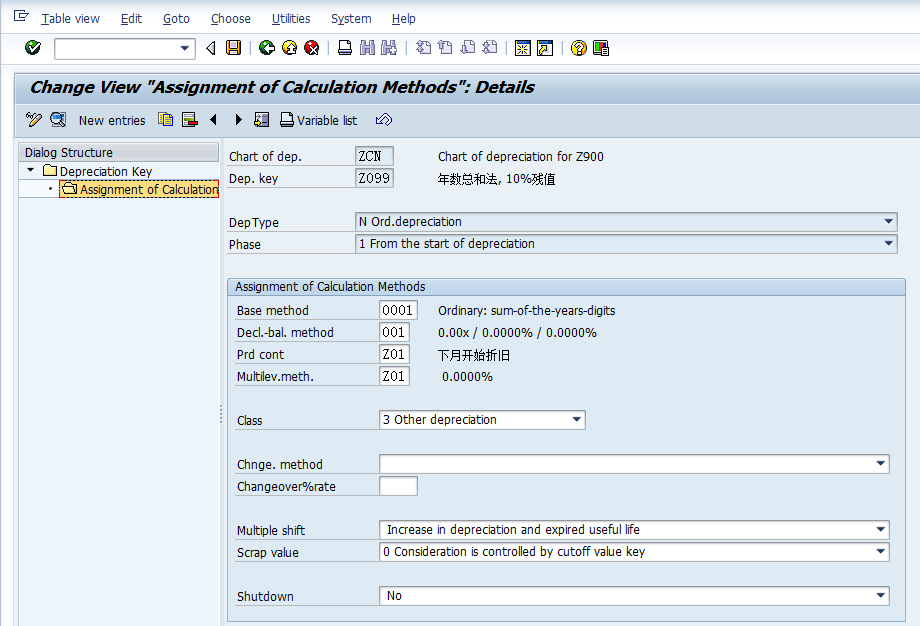 Table view Edit Goto Choose Utilities System Help
Change View "Assignment of Calculation Methods": Details
New entries Variable list
Dialog Structure
Depreciation Key
Assignment of Calculation
Chart of dep. ZCN Chart of depreciation for Z900
Dep. key Z099 年数总和法, 10%残值
DepType N Ord.depreciation
Phase 1 From the start of depreciation
Assignment of Calculation Methods
Base method 0001 Ordinary: sum-of-the-years-digits
Decl.-bal. method 001 0.00x / 0.0000% / 0.0000%
Prd cont Z01 下月开始折旧
Multilev.meth. Z01 0.0000%
Class 3 Other depreciation
Chnge. method
Changeover%rate
Multiple shift Increase in depreciation and expired useful life
Scrap value 0 Consideration is controlled by cutoff value key
Shutdown No